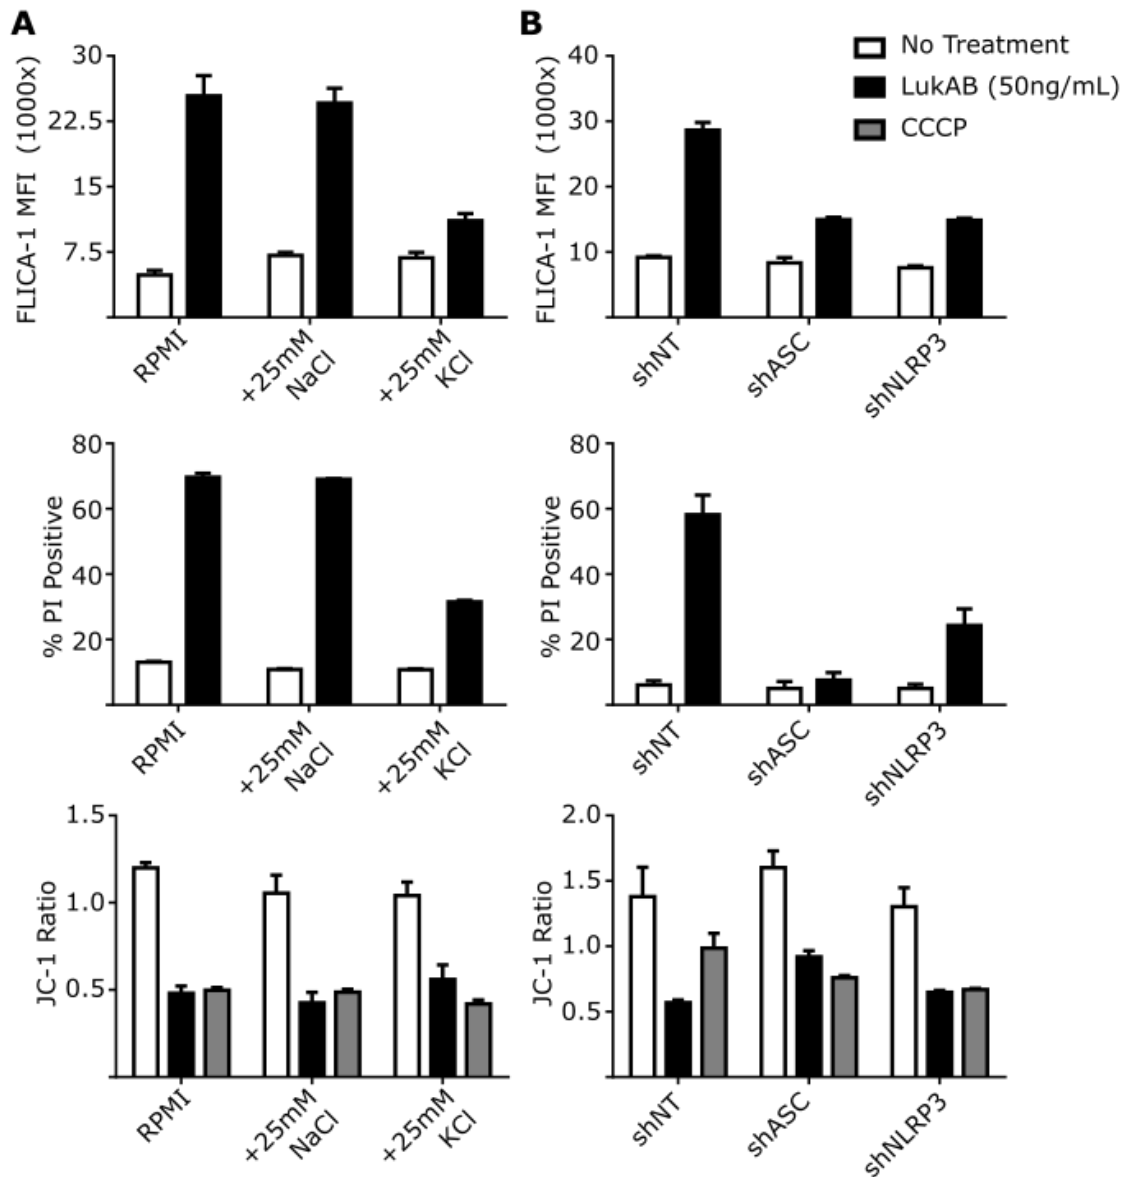 A
B
No Treatment
LukAB (50ng/mL)
CCCP
FLICA-1 MFI (1000x)
30
22.5
15
7.5
RPMI
+25mM
NaCl
+25mM
KCl
FLICA-1 MFI (1000x)
40
30
20
10
shNT
shASC
shNLRP3
% PI Positive
80
60
40
20
RPMI
+25mM
NaCl
+25mM
KCl
% PI Positive
80
60
40
20
shNT
shASC
shNLRP3
JC-1 Ratio
1.5
1.0
0.5
RPMI
+25mM
NaCl
+25mM
KCl
JC-1 Ratio
2.0
1.5
1.0
0.5
shNT
shASC
shNLRP3